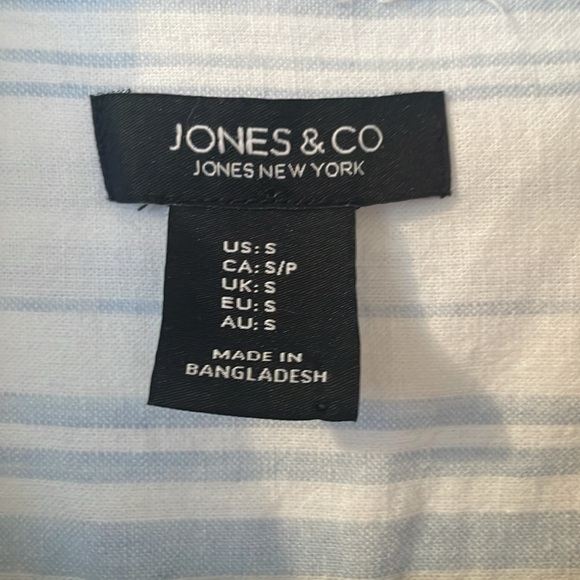 JONES & CO
JONES NEW YORK
US: S
CA: S/P
UK: S
EU: S
AU: S
MADE IN
BANGLADESH